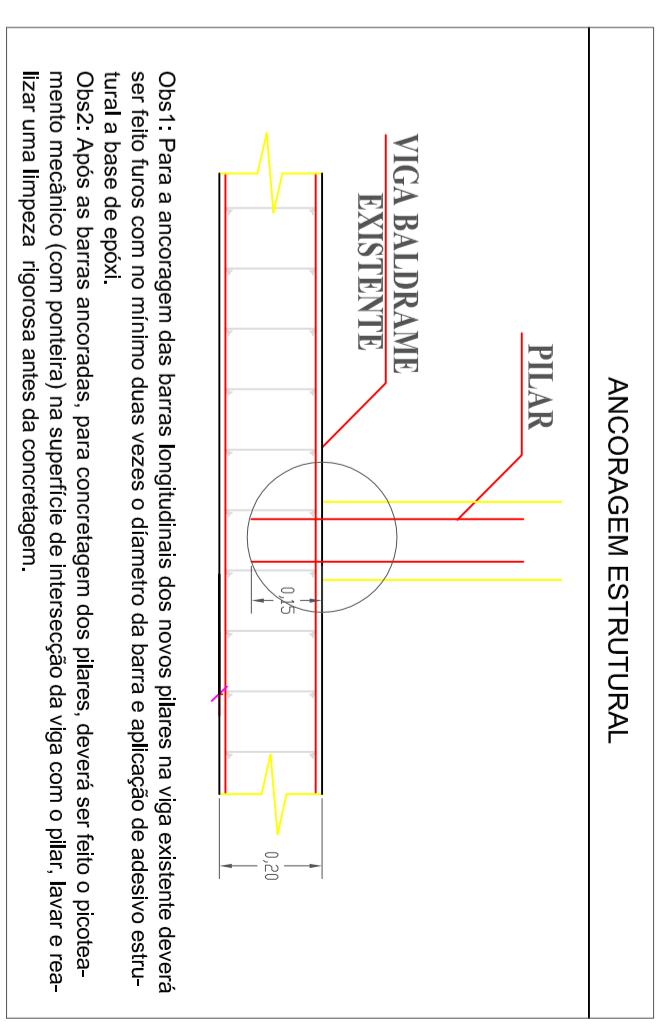 ANCORAGEM ESTRUTURAL
PILAR
VIGA BALDRAME
EXISTENTE
0,15
0,20
Obs1: Para a ancoragem das barras longitudinais dos novos pilares na viga existente deverá
ser feito furos com no mínimo duas vezes o díametro da barra e aplicação de adesivo estru-
tural a base de epóxi.
Obs2: Após as barras ancoradas, para concretagem dos pilares, deverá ser feito o picotea-
mento mecânico (com ponteira) na superfície de intersecção da viga com o pilar, lavar e rea-
lizar uma limpeza rigorosa antes da concretagem.